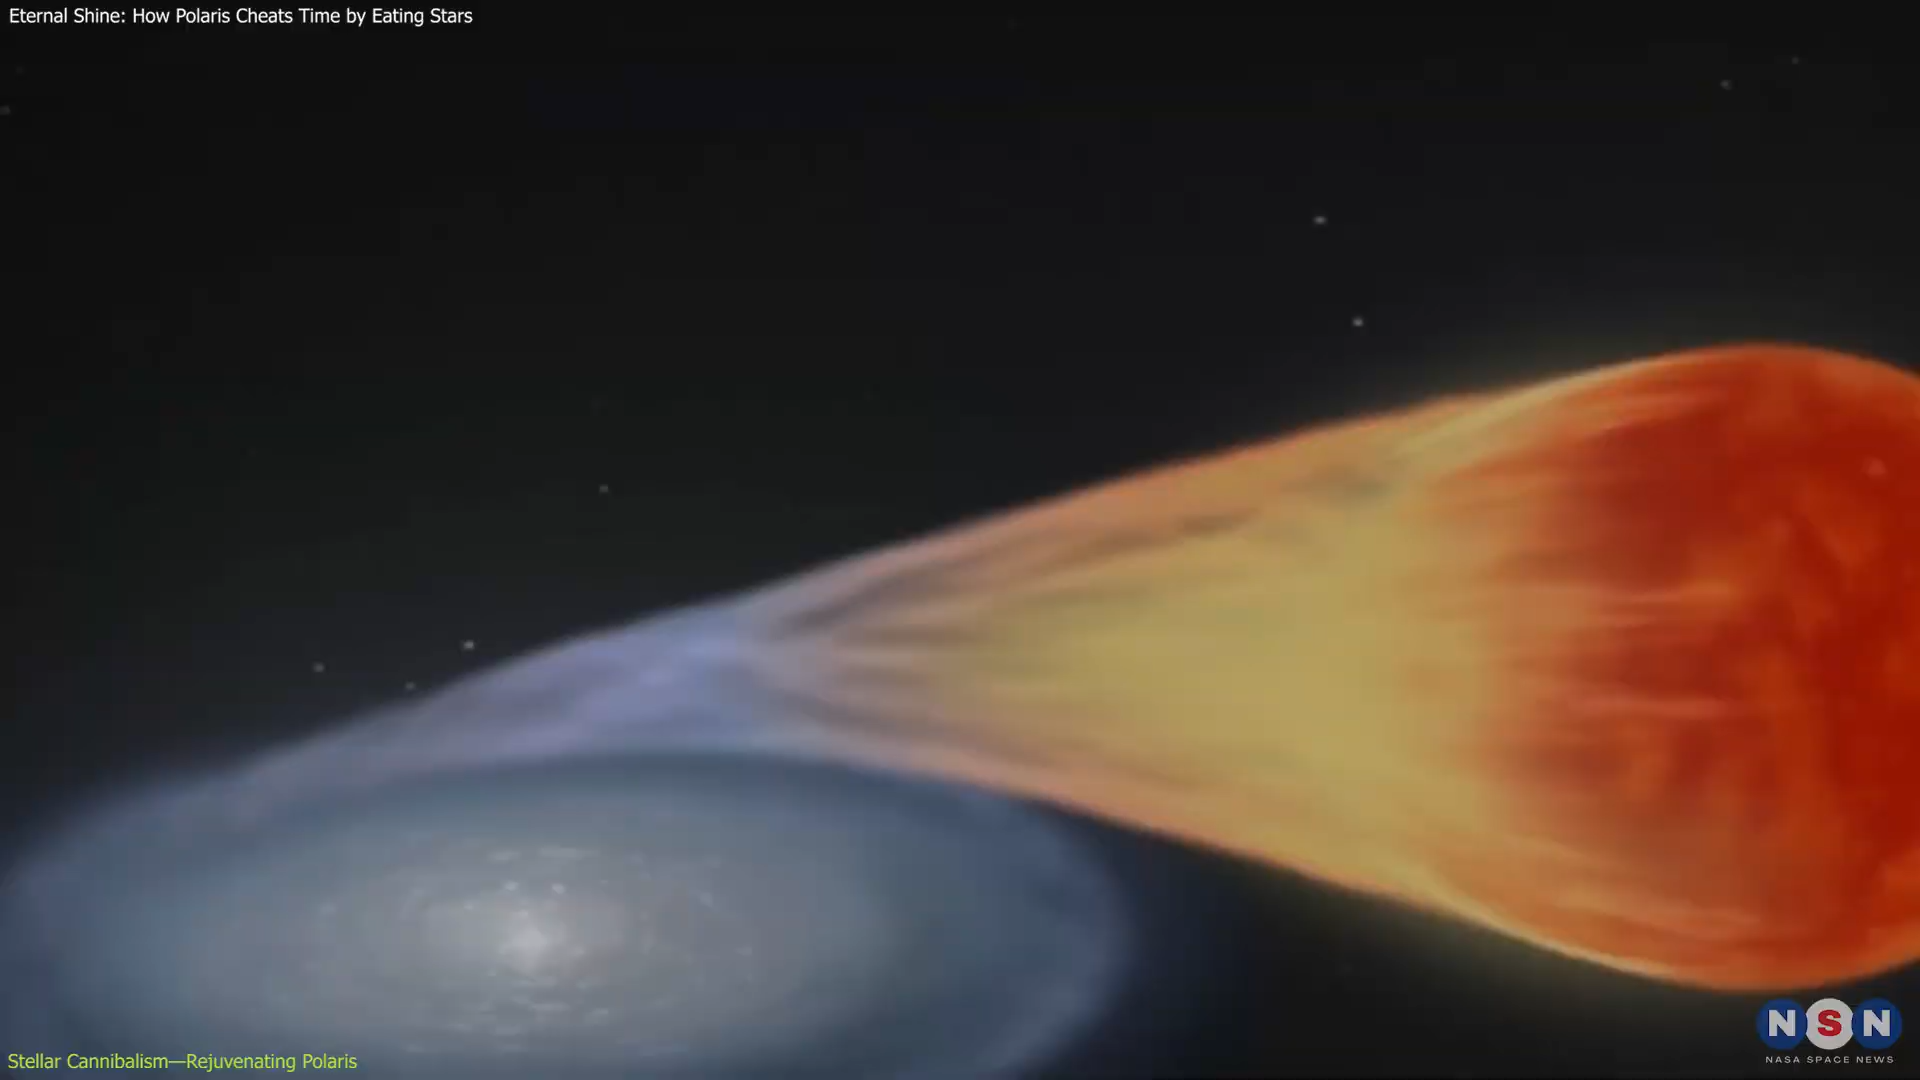 Eternal Shine: How Polaris Cheats Time by Eating Stars
Stellar Cannibalism—Rejuvenating Polaris
NSN
NASA SPACE NEWS